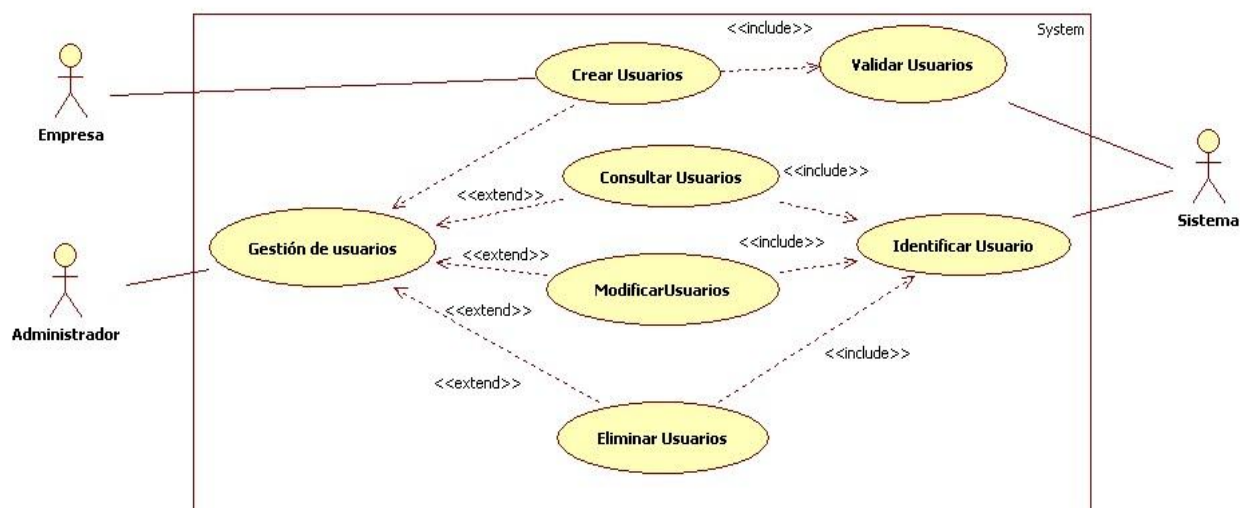 System
<<include>>
Crear Usuarios
Validar Usuarios
Empresa
Consultar Usuarios
<<include>>
<<extend>>
Sistema
Gestión de usuarios
<<extend>>
<<include>>
Identificar Usuario
ModificarUsuarios
<<extend>>
Administrador
<<include>>
<<extend>>
Eliminar Usuarios